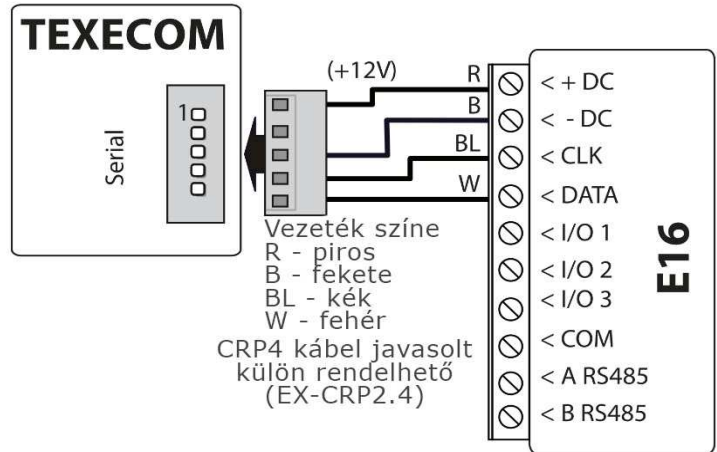 TEXECOM
1
Serial
(+12V)
R
B
BL
W
Vezeték színe
R - piros
B - fekete
BL - kék
W - fehér
CRP4 kábel javasolt
külön rendelhető
(EX-CRP2.4)
< + DC
< - DC
< CLK
< DATA
< I/O 1
< I/O 2
< I/O 3
< COM
< A RS485
< B RS485
E16